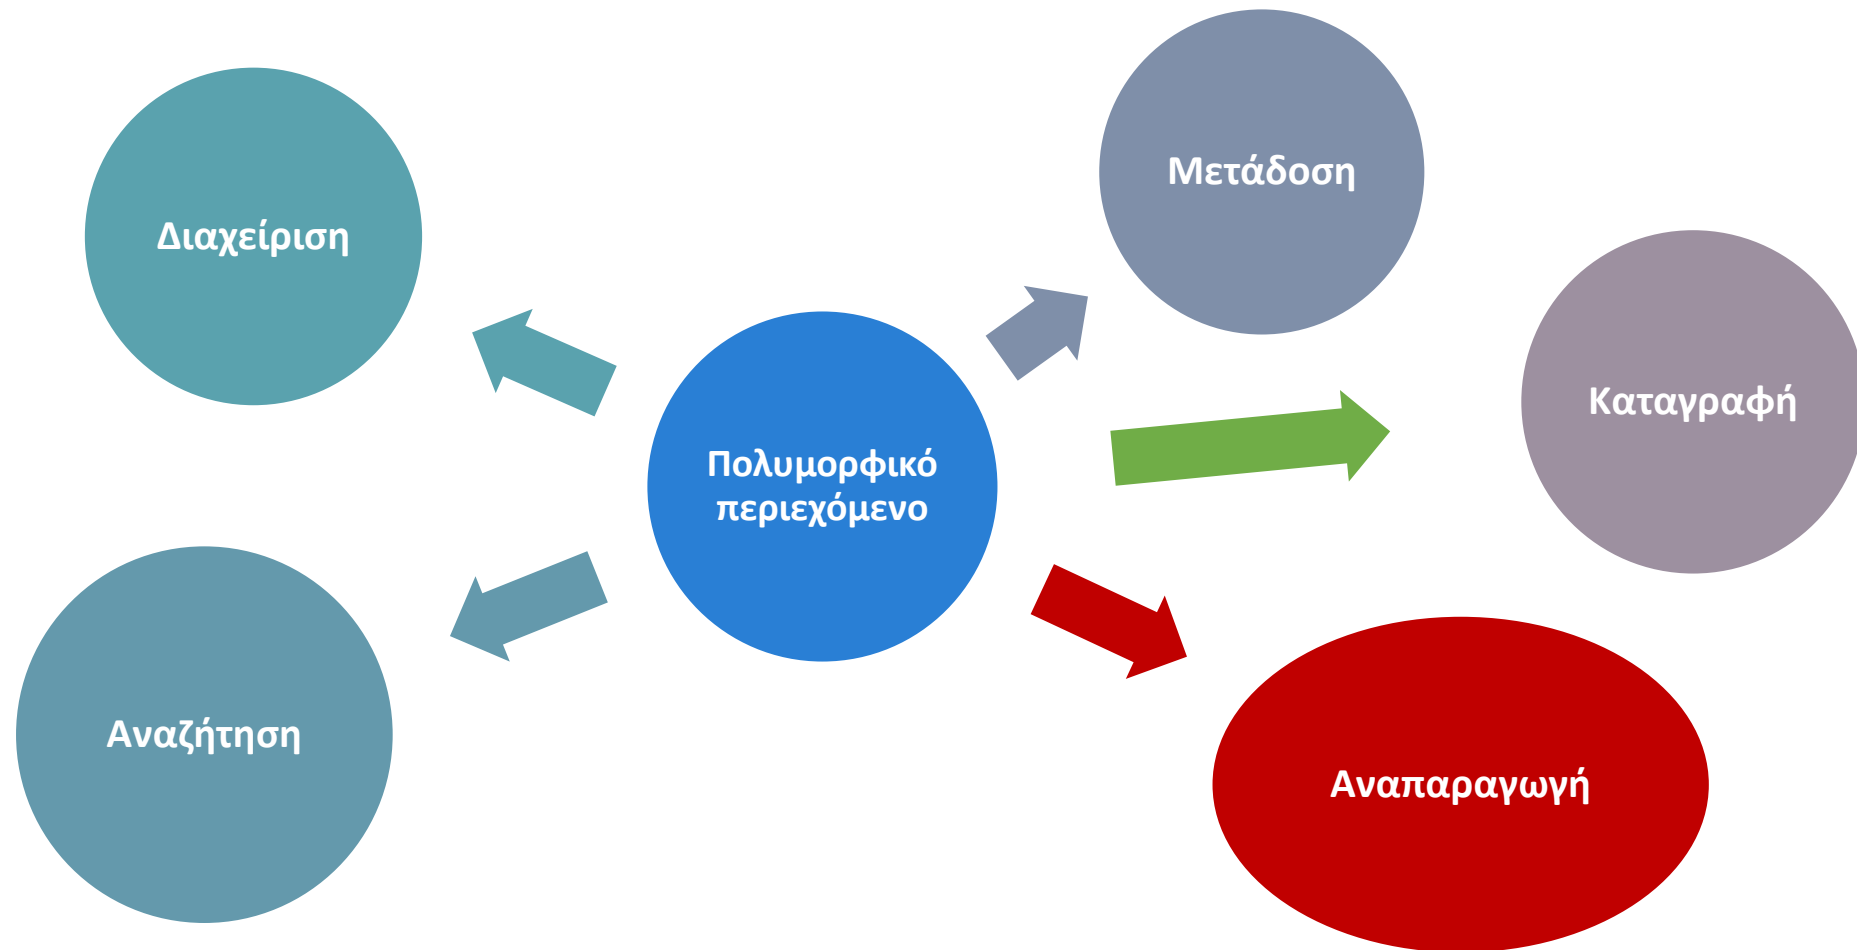 Μετάδοση
Διαχείριση
Καταγραφή
Πολυμορφικό
περιεχόμενο
Αναζήτηση
Αναπαραγωγή